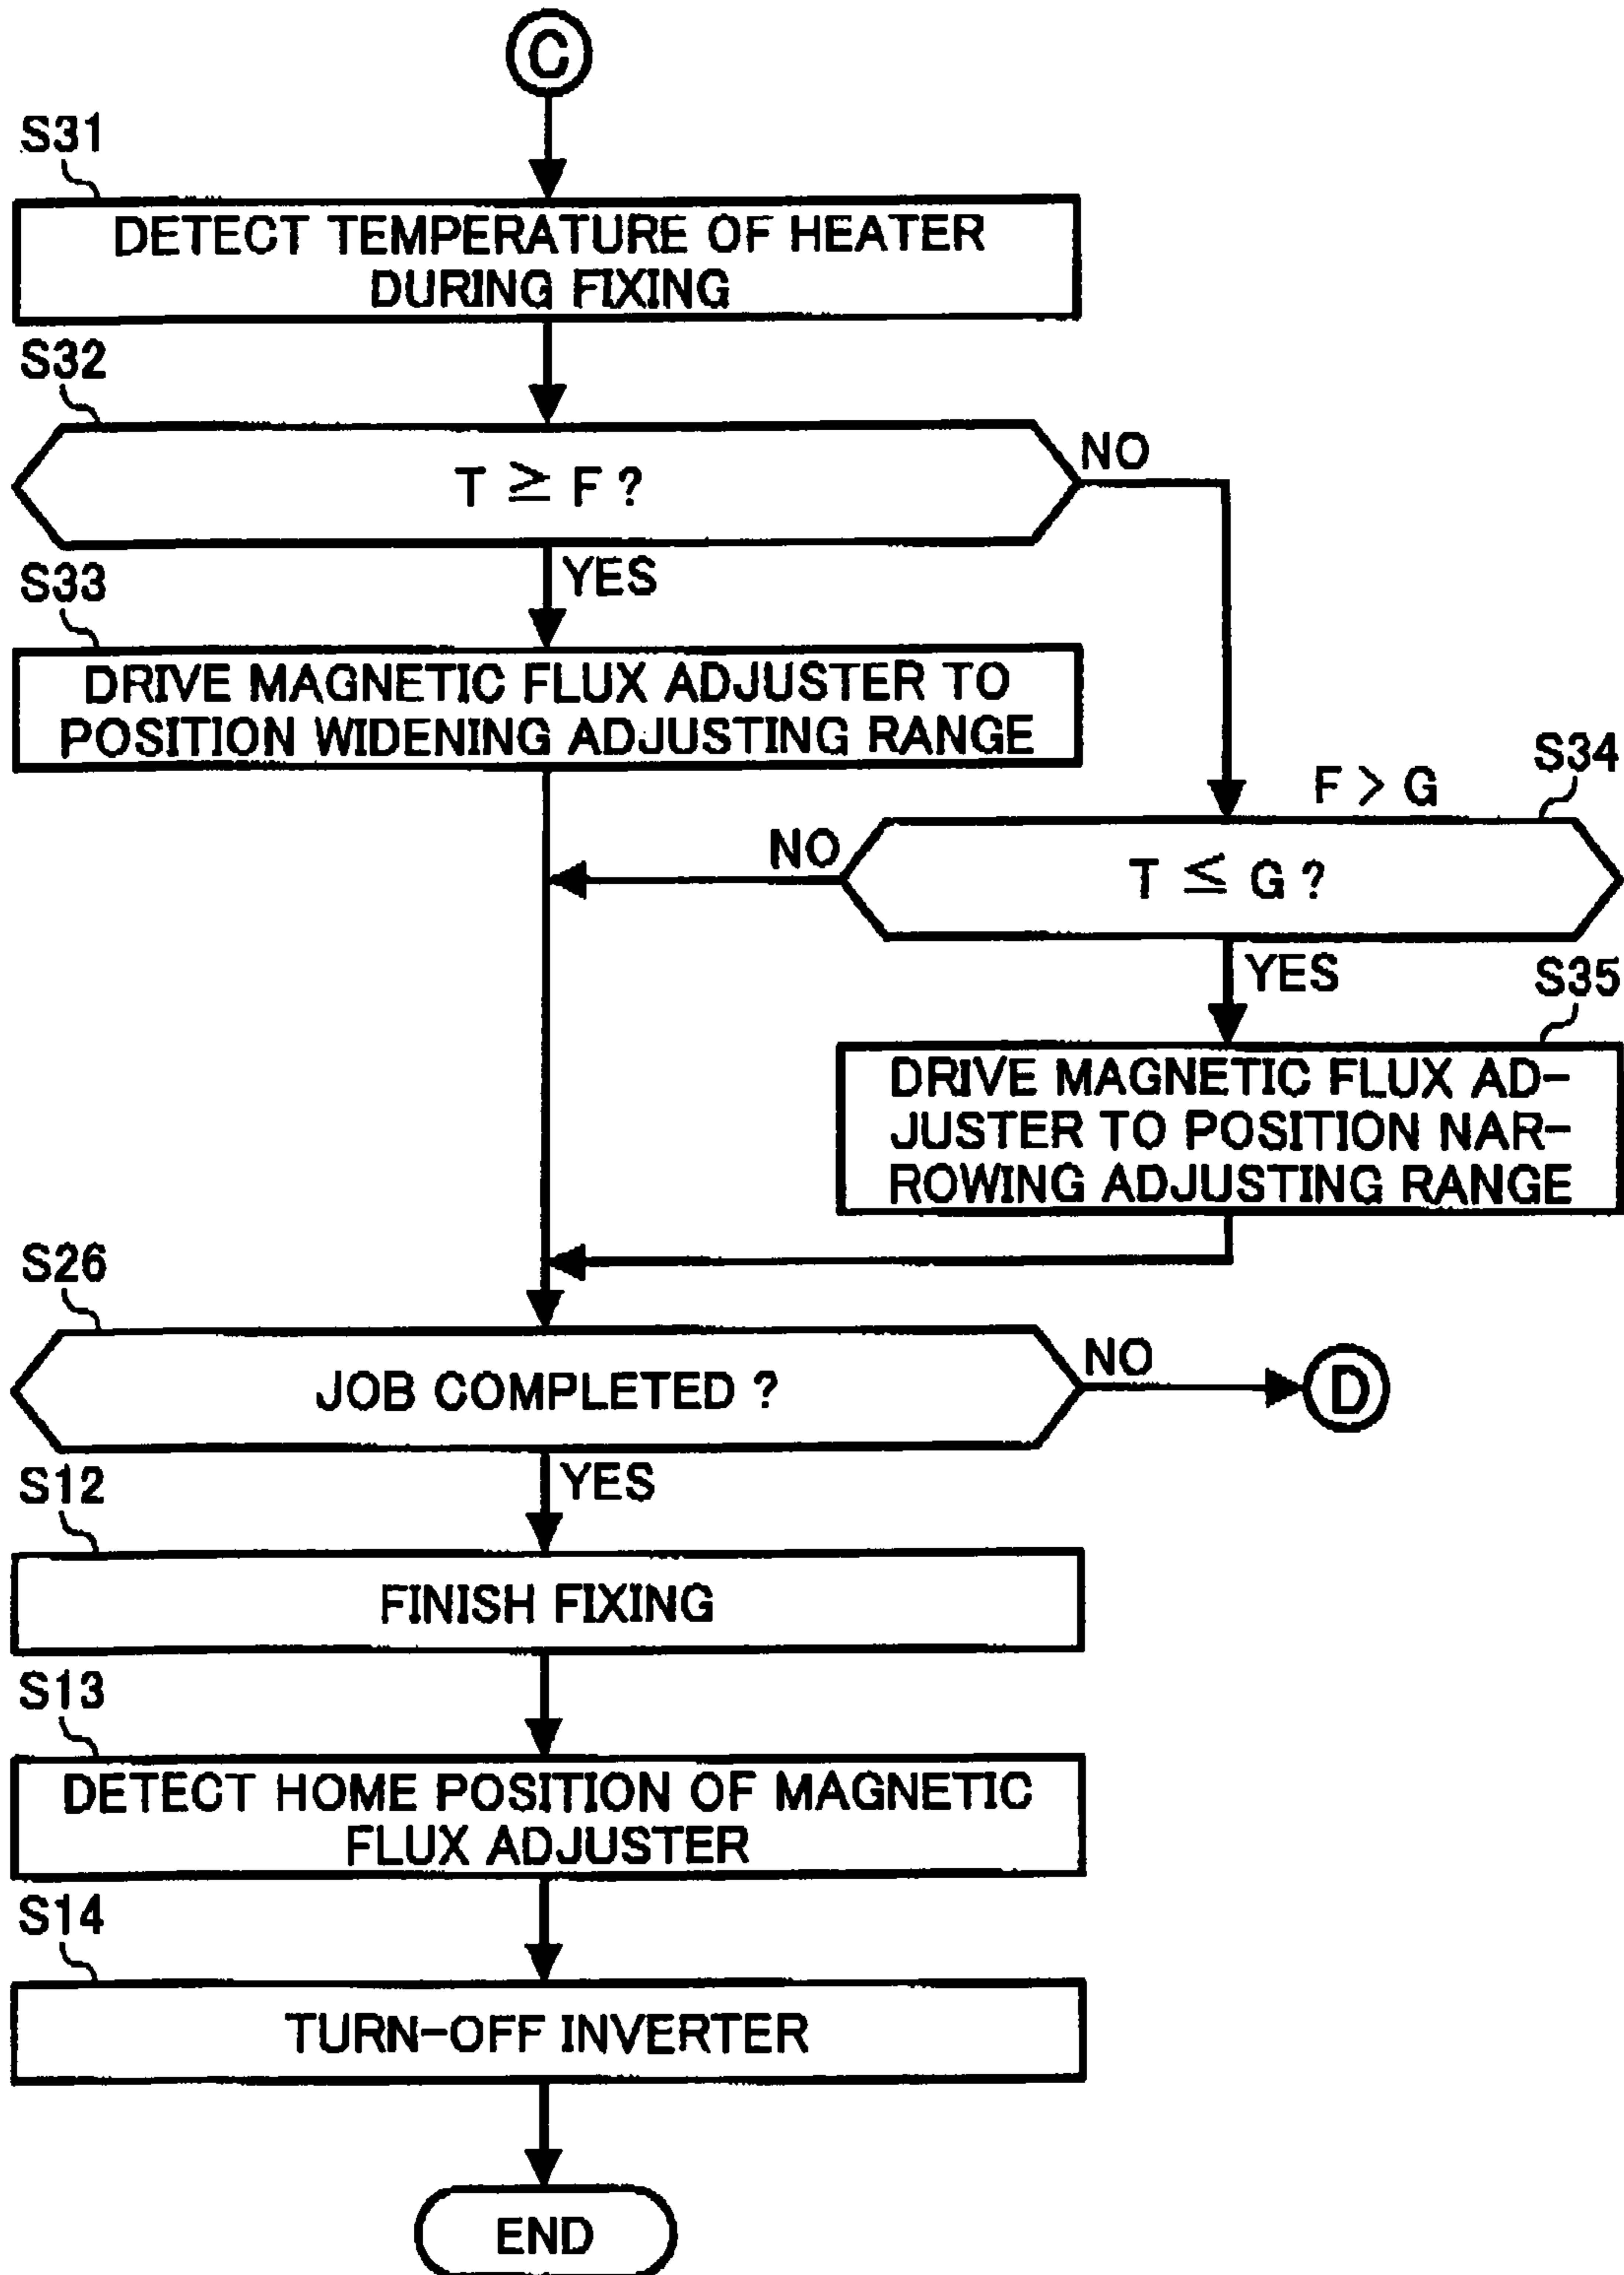 C
S31
DETECT TEMPERATURE OF HEATER
DURING FIXING
S32
T ≧ F ?
NO
YES
S33
DRIVE MAGNETIC FLUX ADJUSTER TO
POSITION WIDENING ADJUSTING RANGE
F > G
S34
T ≦ G ?
NO
YES
S35
DRIVE MAGNETIC FLUX AD-
JUSTER TO POSITION NAR-
ROWING ADJUSTING RANGE
S26
JOB COMPLETED ?
NO
D
YES
S12
FINISH FIXING
S13
DETECT HOME POSITION OF MAGNETIC
FLUX ADJUSTER
S14
TURN-OFF INVERTER
END